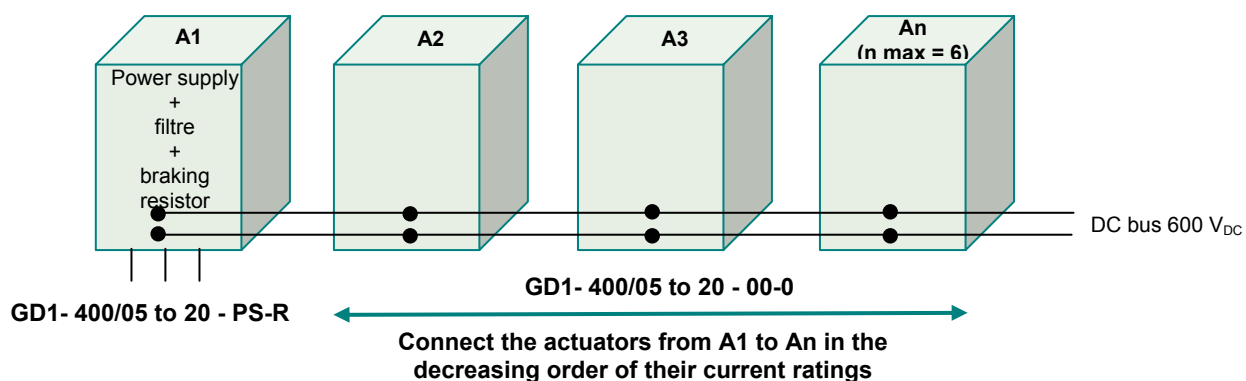 A1
A2
A3
An
(n max = 6)
Power supply
+
filtre
+
braking
resistor
DC bus 600 VDC
GD1- 400/05 to 20 - PS-R
GD1- 400/05 to 20 - 00-0
Connect the actuators from A1 to An in the
decreasing order of their current ratings